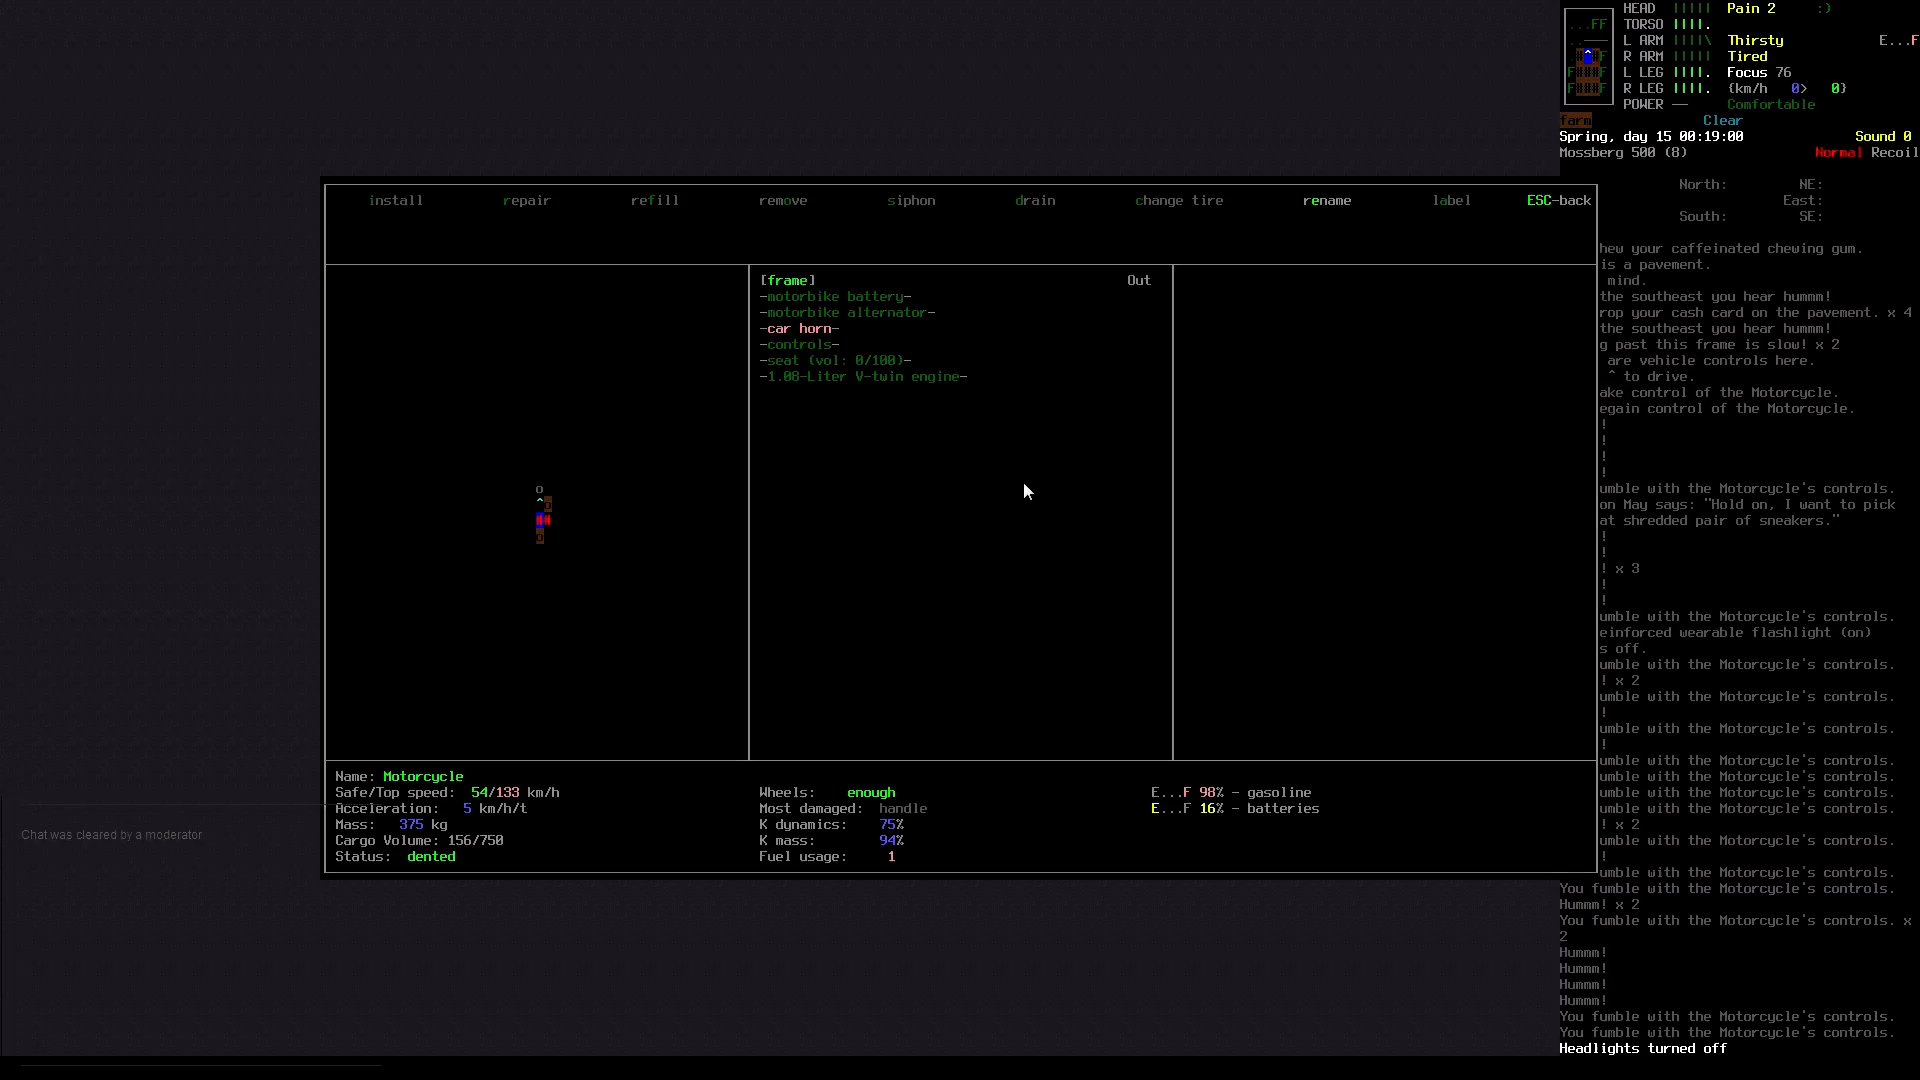 HEAD ||||| Pain 2 :)
...FF TORSO ||||.
L ARM ||||\ Thirsty E...F
R ARM ||||| Tired
L LEG ||||. Focus 76
R LEG ||||. {km/h 0> 0}
POWER -- Comfortable
farm Clear
Spring, day 15 00:19:00 Sound 0
Mossberg 500 (8) Normal Recoil
North: NE:
East:
South: SE:
install repair refill remove siphon drain change tire rename label ESC-back
[frame] Out
-motorbike battery-
-motorbike alternator-
-car horn-
-controls-
-seat (vol: 0/100)-
-1.08-Liter V-twin engine-
Name: Motorcycle
Safe/Top speed: 54/133 km/h
Acceleration: 5 km/h/t
Mass: 375 kg
Cargo Volume: 156/750
Status: dented
Wheels: enough
Most damaged: handle
K dynamics: 75%
K mass: 94%
Fuel usage: 1
E...F 98% - gasoline
E...F 16% - batteries
Chat was cleared by a moderator
hew your caffeinated chewing gum.
is a pavement.
mind.
the southeast you hear hummm!
rop your cash card on the pavement. x 4
the southeast you hear hummm!
g past this frame is slow! x 2
are vehicle controls here.
^ to drive.
ake control of the Motorcycle.
egain control of the Motorcycle.
!
!
!
!
umble with the Motorcycle's controls.
on May says: "Hold on, I want to pick
at shredded pair of sneakers."
!
!
! x 3
!
!
umble with the Motorcycle's controls.
einforced wearable flashlight (on)
s off.
umble with the Motorcycle's controls.
! x 2
umble with the Motorcycle's controls.
!
umble with the Motorcycle's controls.
!
umble with the Motorcycle's controls.
umble with the Motorcycle's controls.
umble with the Motorcycle's controls.
umble with the Motorcycle's controls.
! x 2
umble with the Motorcycle's controls.
!
umble with the Motorcycle's controls.
You fumble with the Motorcycle's controls.
Hummm! x 2
You fumble with the Motorcycle's controls. x
2
Hummm!
Hummm!
Hummm!
Hummm!
You fumble with the Motorcycle's controls.
You fumble with the Motorcycle's controls.
Headlights turned off